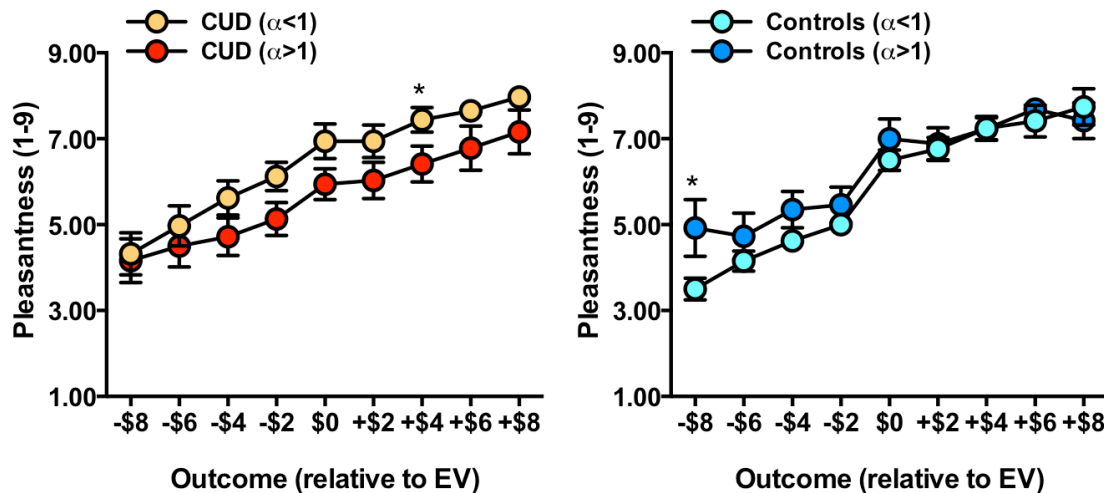 CUD (α<1)
CUD (α>1)
9.00
7.00
5.00
3.00
1.00
Pleasantness (1-9)
*
-$8 -$6 -$4 -$2 $0 +$2 +$4 +$6 +$8
Outcome (relative to EV)
Controls (α<1)
Controls (α>1)
9.00
7.00
5.00
3.00
1.00
Pleasantness (1-9)
*
-$8 -$6 -$4 -$2 $0 +$2 +$4 +$6 +$8
Outcome (relative to EV)